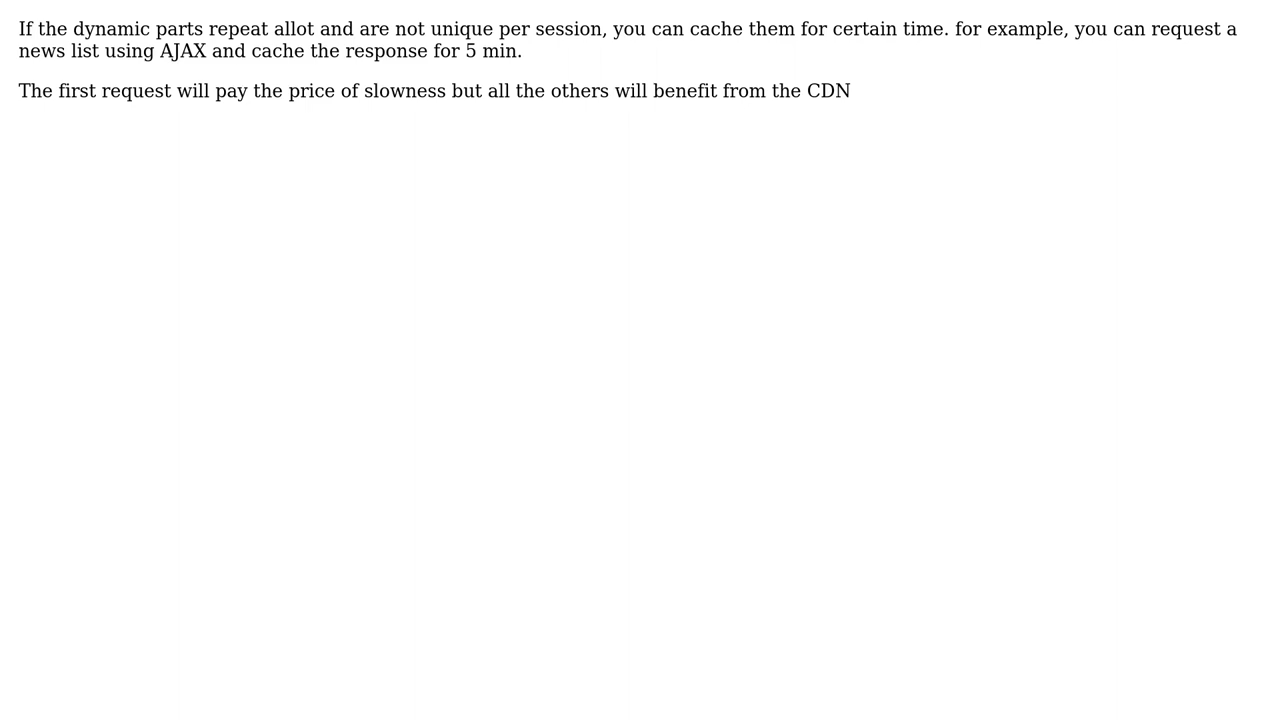 If the dynamic parts repeat allot and are not unique per session, you can cache them for certain time. for example, you can request a
news list using AJAX and cache the response for 5 min.
The first request will pay the price of slowness but all the others will benefit from the CDN